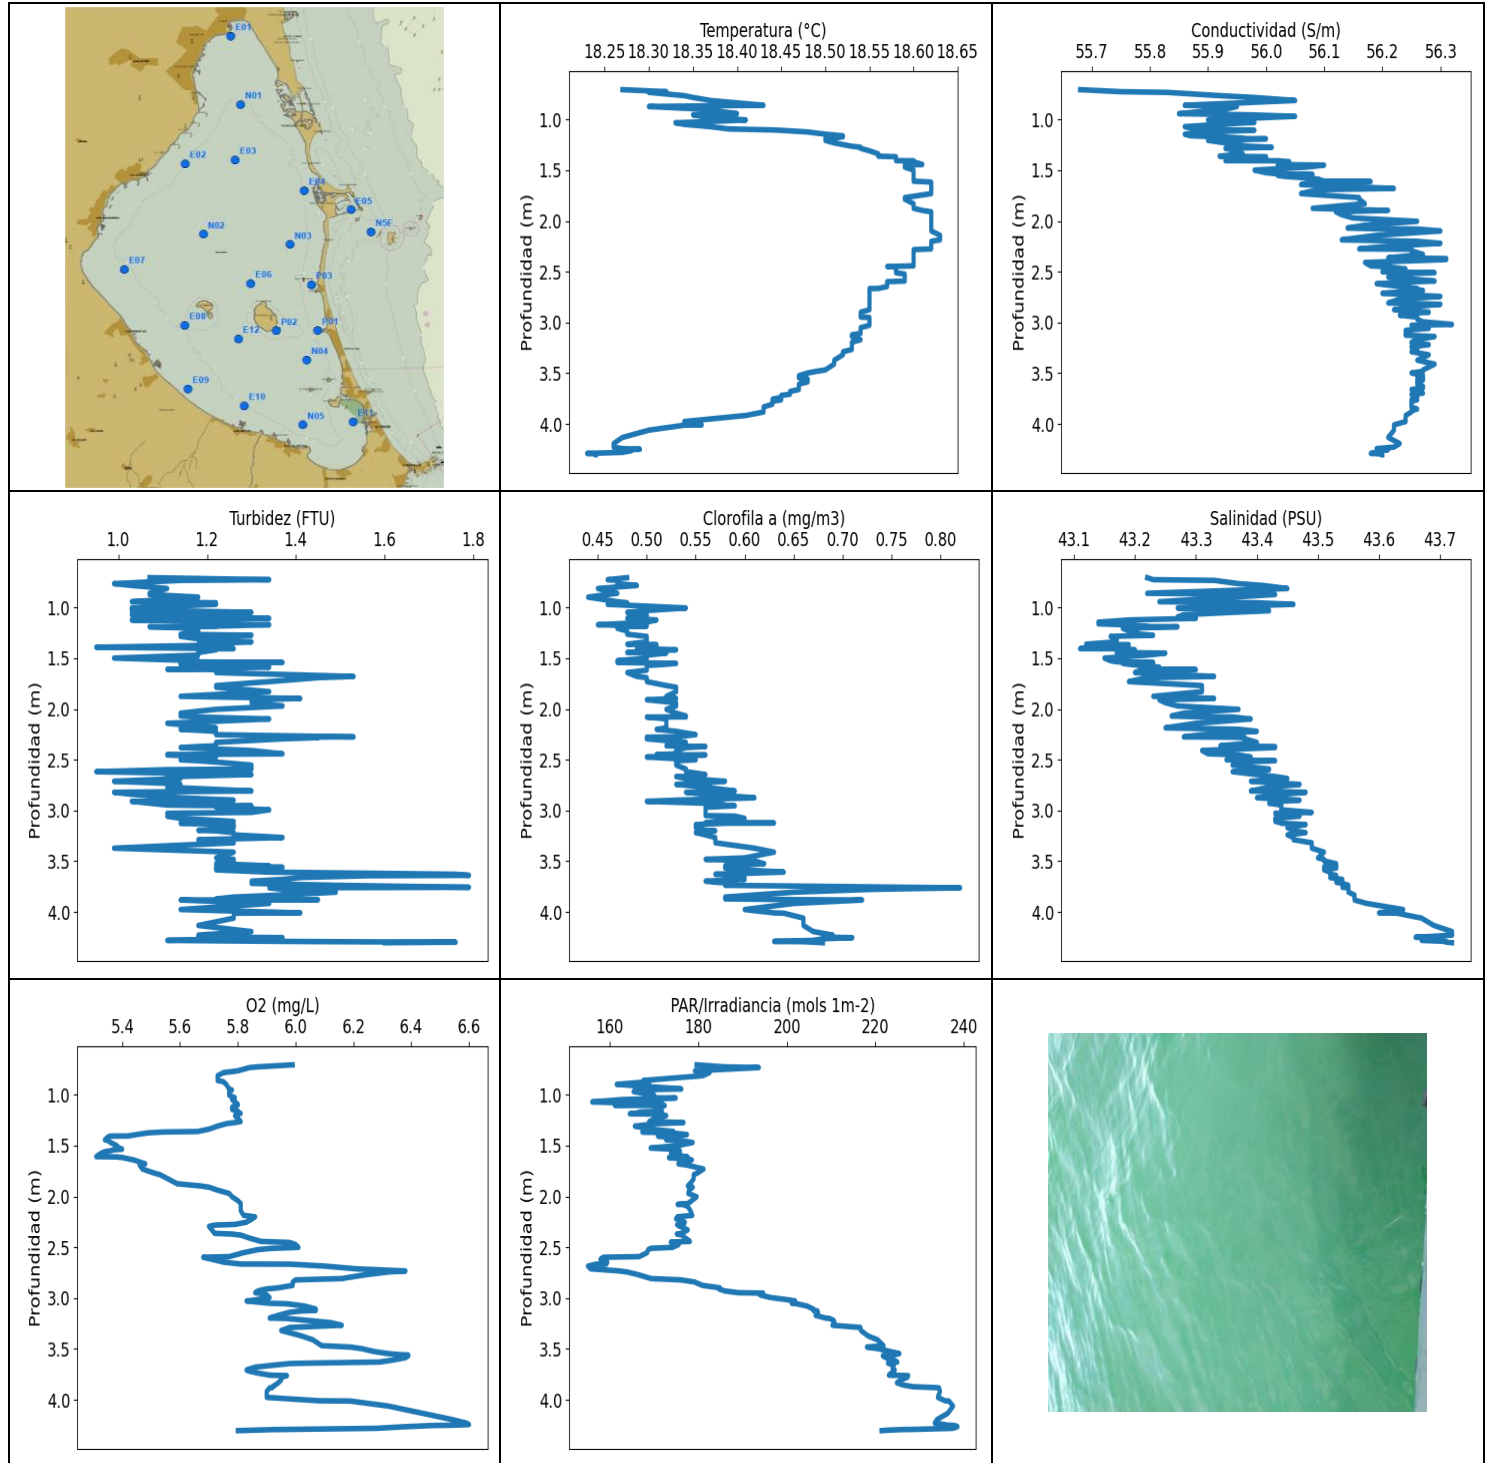 E01
N01
E02
E03
E04
E05
N5F
N02
N03
E07
E06
P03
E08
P02
P01
E12
N04
E09
E10
N05
E11
Temperatura (°C)
18.25 18.30 18.35 18.40 18.45 18.50 18.55 18.60 18.65
Profundidad (m)
1.0
1.5
2.0
2.5
3.0
3.5
4.0
Conductividad (S/m)
55.7 55.8 55.9 56.0 56.1 56.2 56.3
Profundidad (m)
1.0
1.5
2.0
2.5
3.0
3.5
4.0
Turbidez (FTU)
1.0 1.2 1.4 1.6 1.8
Profundidad (m)
1.0
1.5
2.0
2.5
3.0
3.5
4.0
Clorofila a (mg/m3)
0.45 0.50 0.55 0.60 0.65 0.70 0.75 0.80
Profundidad (m)
1.0
1.5
2.0
2.5
3.0
3.5
4.0
Salinidad (PSU)
43.1 43.2 43.3 43.4 43.5 43.6 43.7
Profundidad (m)
1.0
1.5
2.0
2.5
3.0
3.5
4.0
O2 (mg/L)
5.4 5.6 5.8 6.0 6.2 6.4 6.6
Profundidad (m)
1.0
1.5
2.0
2.5
3.0
3.5
4.0
PAR/Irradiancia (mols 1m-2)
160 180 200 220 240
Profundidad (m)
1.0
1.5
2.0
2.5
3.0
3.5
4.0